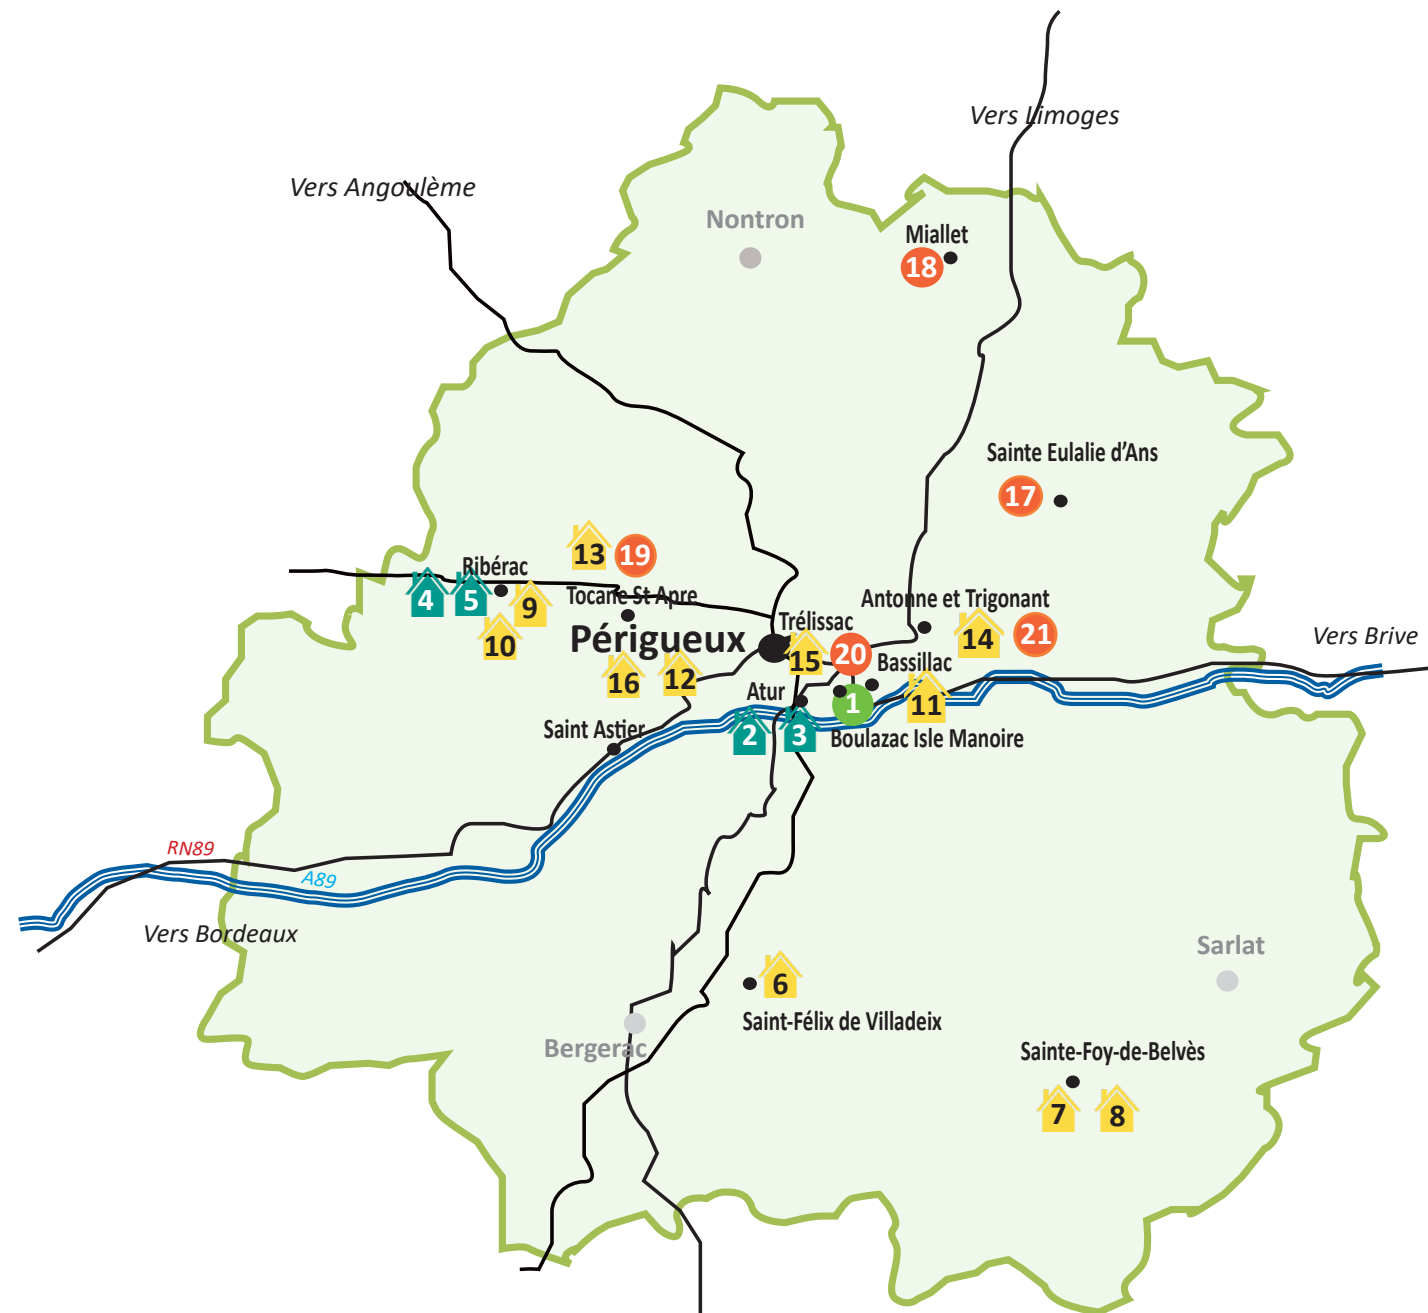 Vers Limoges
Vers Angoulème
Nontron
Miallet
18
Sainte Eulalie d'Ans
17
13
19
Ribérac
4
5
9
Tocane St Apre
10
Antonne et Trigonant
14
21
Trélissac
Périgueux
15
20
Vers Brive
16
12
Bassillac
Atur
1
11
Saint Astier
2
3
Boulazac Isle Manoire
RN89
A89
Vers Bordeaux
Sarlat
6
Saint-Félix de Villadeix
Bergerac
Sainte-Foy-de-Belvès
7
8